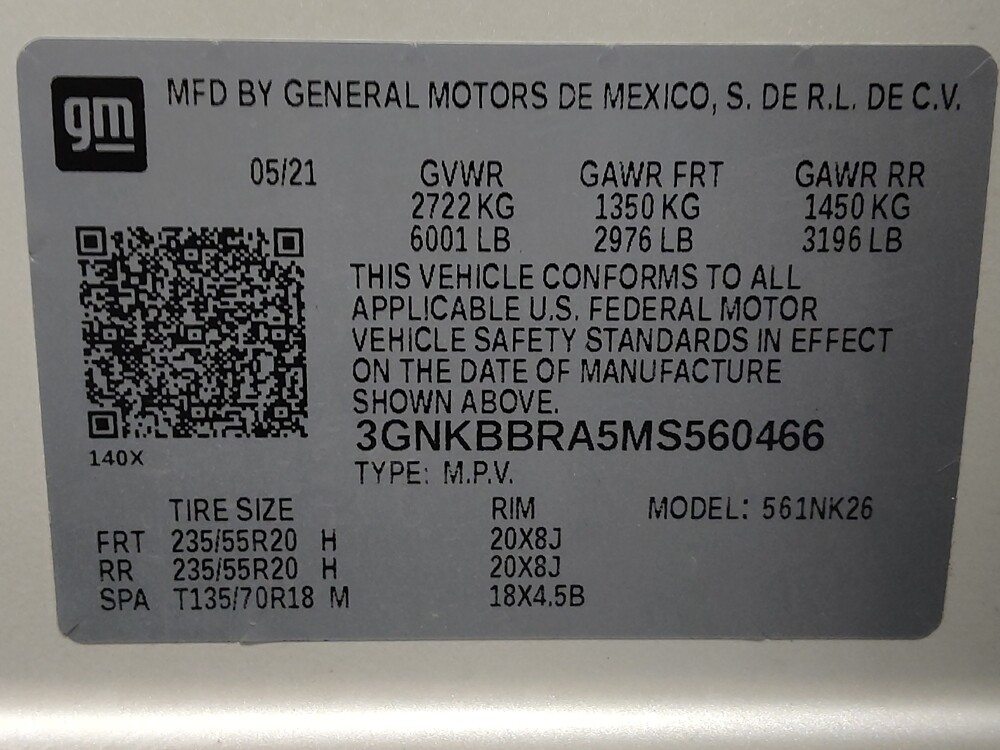 gm
MFD BY GENERAL MOTORS DE MEXICO, S. DE R.L. DE C.V.
05/21 GVWR GAWR FRT GAWR RR
2722 KG 1350 KG 1450 KG
6001 LB 2976 LB 3196 LB
THIS VEHICLE CONFORMS TO ALL
APPLICABLE U.S. FEDERAL MOTOR
VEHICLE SAFETY STANDARDS IN EFFECT
ON THE DATE OF MANUFACTURE
SHOWN ABOVE.
3GNKBBRA5MS560466
140X
TYPE: M.P.V.
TIRE SIZE RIM MODEL: 561NK26
FRT 235/55R20 H 20X8J
RR 235/55R20 H 20X8J
SPA T135/70R18 M 18X4.5B